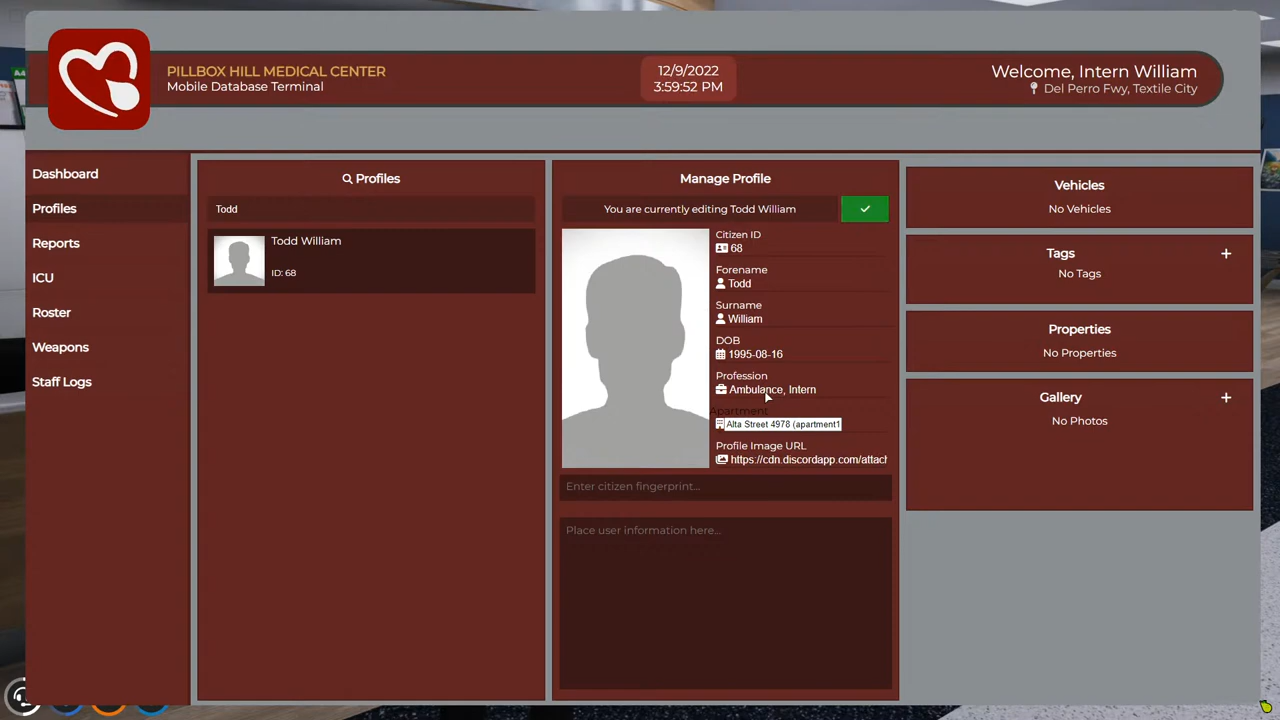 PILLBOX HILL MEDICAL CENTER
Mobile Database Terminal
12/9/2022
3:59:52 PM
Welcome, Intern William
Del Perro Fwy, Textile City
Dashboard
Profiles
Reports
ICU
Roster
Weapons
Staff Logs
Profiles
Todd
Todd William
ID: 68
Manage Profile
You are currently editing Todd William
Citizen ID
68
Forename
Todd
Surname
William
DOB
1995-08-16
Profession
Ambulance, Intern
Apartment
Alta Street 4978 (apartment1
Profile Image URL
https://cdn.discordapp.com/attach
Enter citizen fingerprint...
Place user information here...
Vehicles
No Vehicles
Tags
No Tags
Properties
No Properties
Gallery
No Photos